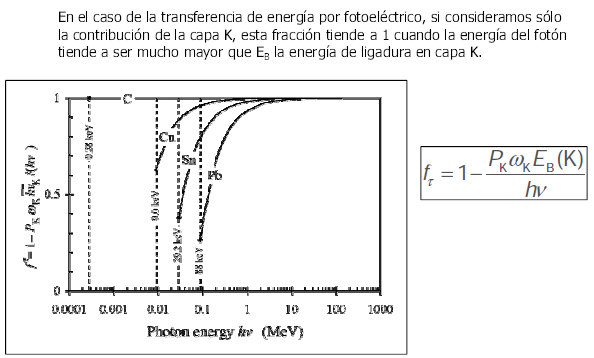 En el caso de la transferencia de energía por fotoeléctrico, si consideramos sólo
la contribución de la capa K, esta fracción tiende a 1 cuando la energía del fotón
tiende a ser mucho mayor que E_B la energía de ligadura en capa K.
1
C
0.28 keV
Cu
Sn
Pb
0.5
9.0 keV
29.2 keV
88 keV
0
0.0001 0.001 0.01 0.1 1 10 100 1000
Photon energy hν (MeV)
f_τ = 1 − P_K ω_K E_B(K) / hν